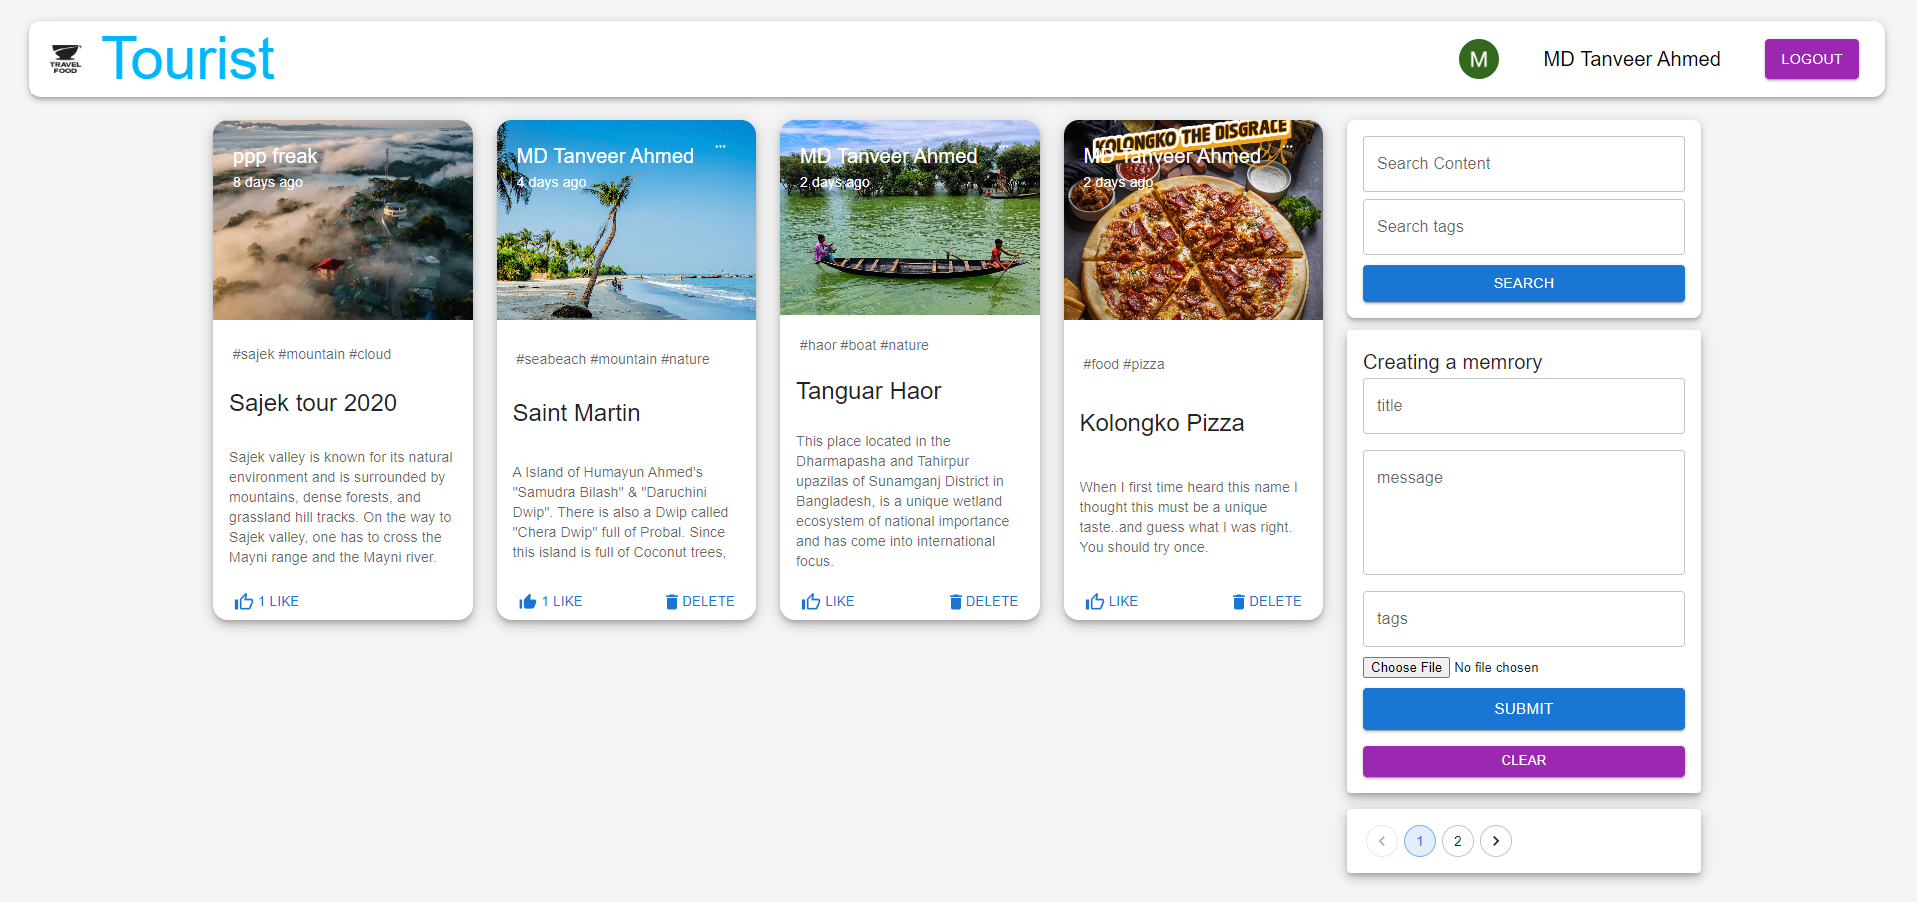 TRAVEL
FOOD
Tourist
M
MD Tanveer Ahmed
LOGOUT
ppp freak
8 days ago
#sajek #mountain #cloud
Sajek tour 2020
Sajek valley is known for its natural
environment and is surrounded by
mountains, dense forests, and
grassland hill tracks. On the way to
Sajek valley, one has to cross the
Mayni range and the Mayni river.
1 LIKE
MD Tanveer Ahmed
...
4 days ago
#seabeach #mountain #nature
Saint Martin
A Island of Humayun Ahmed's
"Samudra Bilash" & "Daruchini
Dwip". There is also a Dwip called
"Chera Dwip" full of Probal. Since
this island is full of Coconut trees,
1 LIKE
DELETE
MD Tanveer Ahmed
...
2 days ago
#haor #boat #nature
Tanguar Haor
This place located in the
Dharmapasha and Tahirpur
upazilas of Sunamganj District in
Bangladesh, is a unique wetland
ecosystem of national importance
and has come into international
focus.
LIKE
DELETE
KOLONGKO THE DISGRACE
MD Tanveer Ahmed
...
2 days ago
#food #pizza
Kolongko Pizza
When I first time heard this name I
thought this must be a unique
taste..and guess what I was right.
You should try once.
LIKE
DELETE
Search Content
Search tags
SEARCH
Creating a memrory
title
message
tags
Choose File No file chosen
SUBMIT
CLEAR
1 2